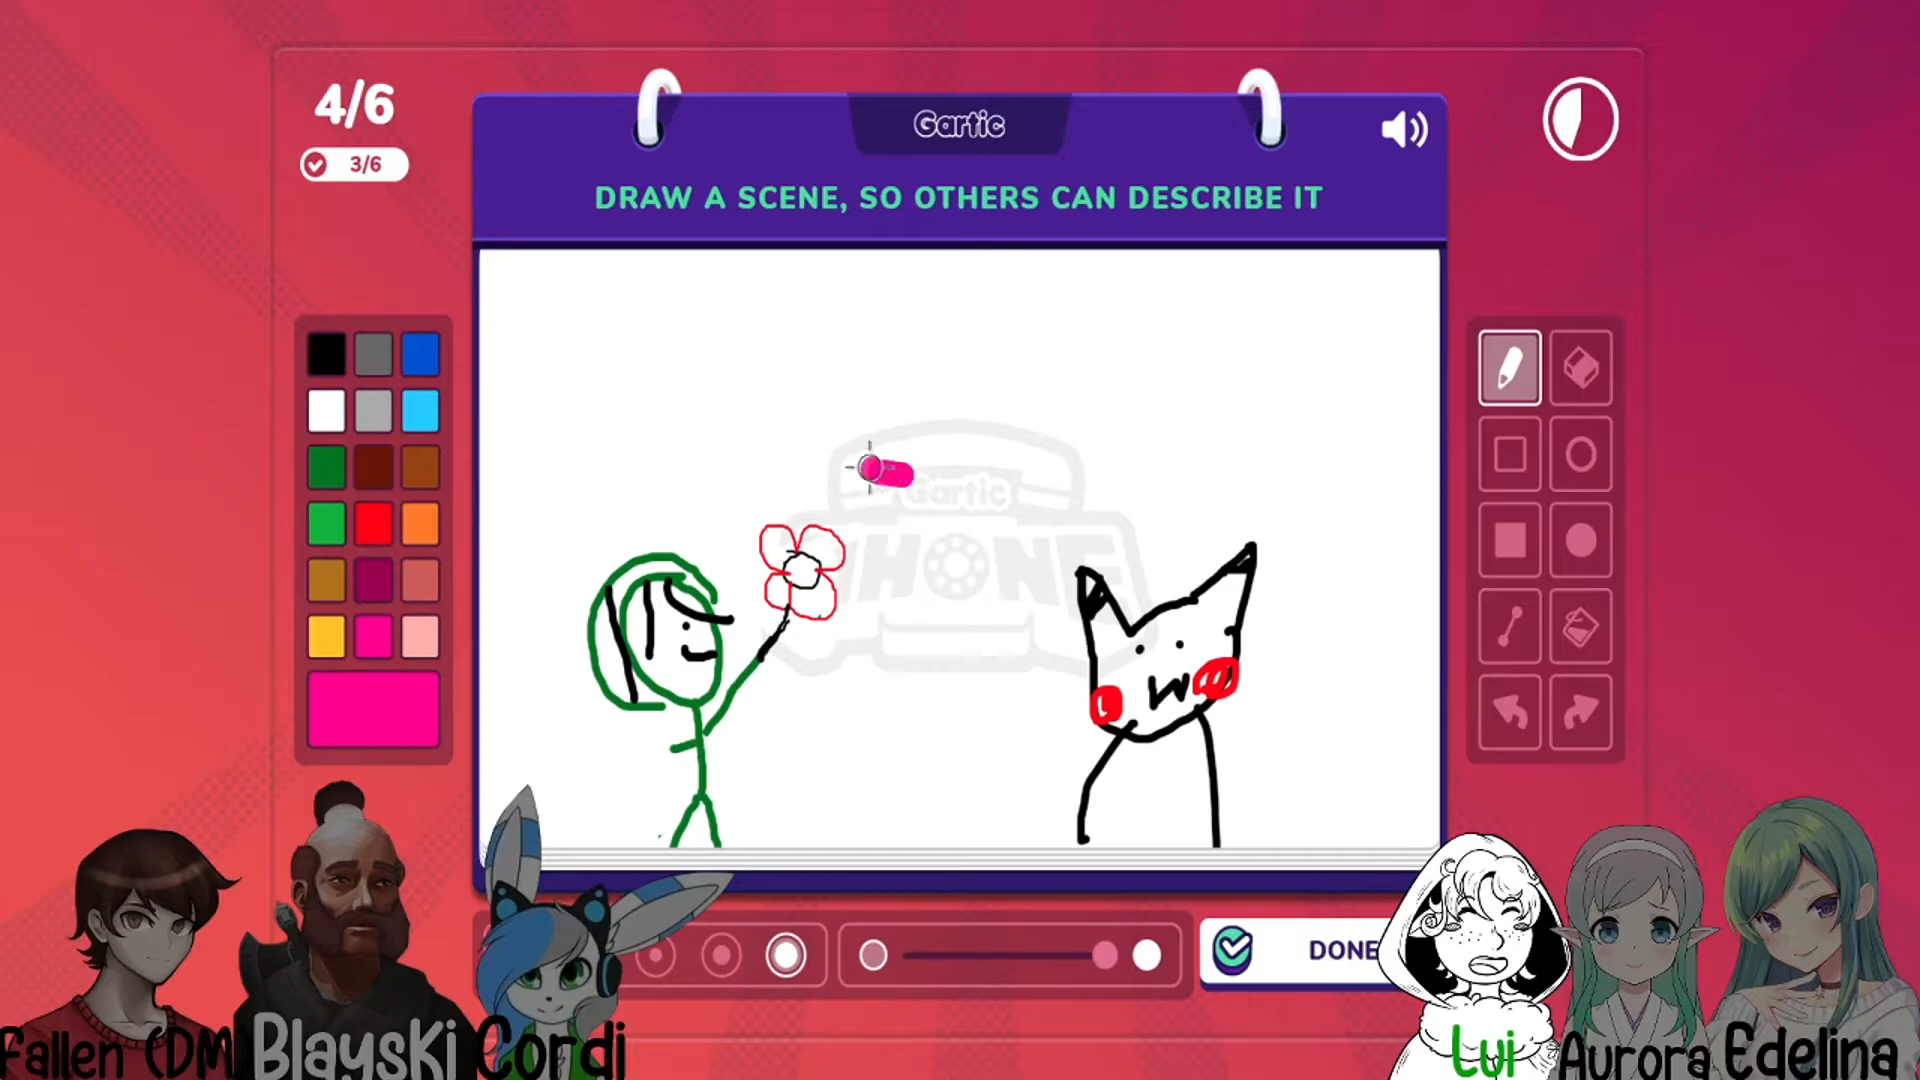 4/6
3/6
Gartic
DRAW A SCENE, SO OTHERS CAN DESCRIBE IT
Gartic
PHONE
DONE
Fallen (DM)
Blayski
Cordi
Lui
Aurora
Edelina